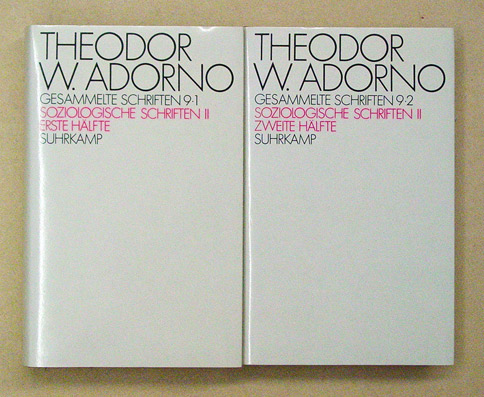 THEODOR
W. ADORNO
GESAMMELTE SCHRIFTEN 9·1
SOZIOLOGISCHE SCHRIFTEN II
ERSTE HÄLFTE
SUHRKAMP
THEODOR
W. ADORNO
GESAMMELTE SCHRIFTEN 9·2
SOZIOLOGISCHE SCHRIFTEN II
ZWEITE HÄLFTE
SUHRKAMP